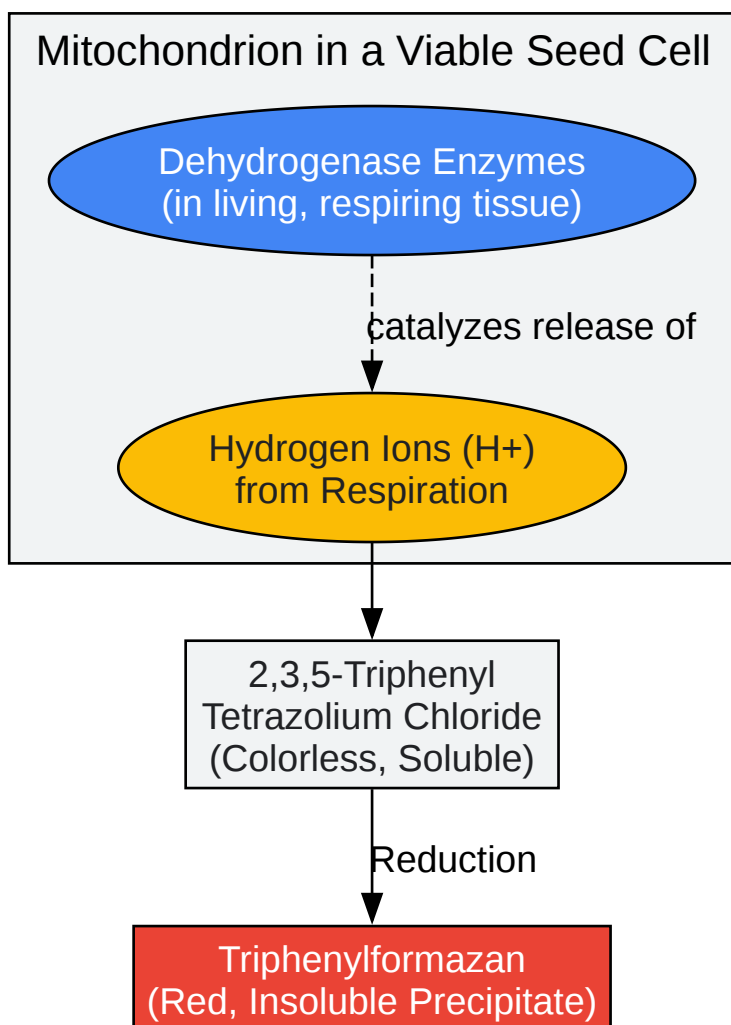 Mitochondrion in a Viable Seed Cell
Dehydrogenase Enzymes
(in living, respiring tissue)
catalyzes release of
Hydrogen Ions (H+)
from Respiration
2,3,5-Triphenyl
Tetrazolium Chloride
(Colorless, Soluble)
Reduction
Triphenylformazan
(Red, Insoluble Precipitate)